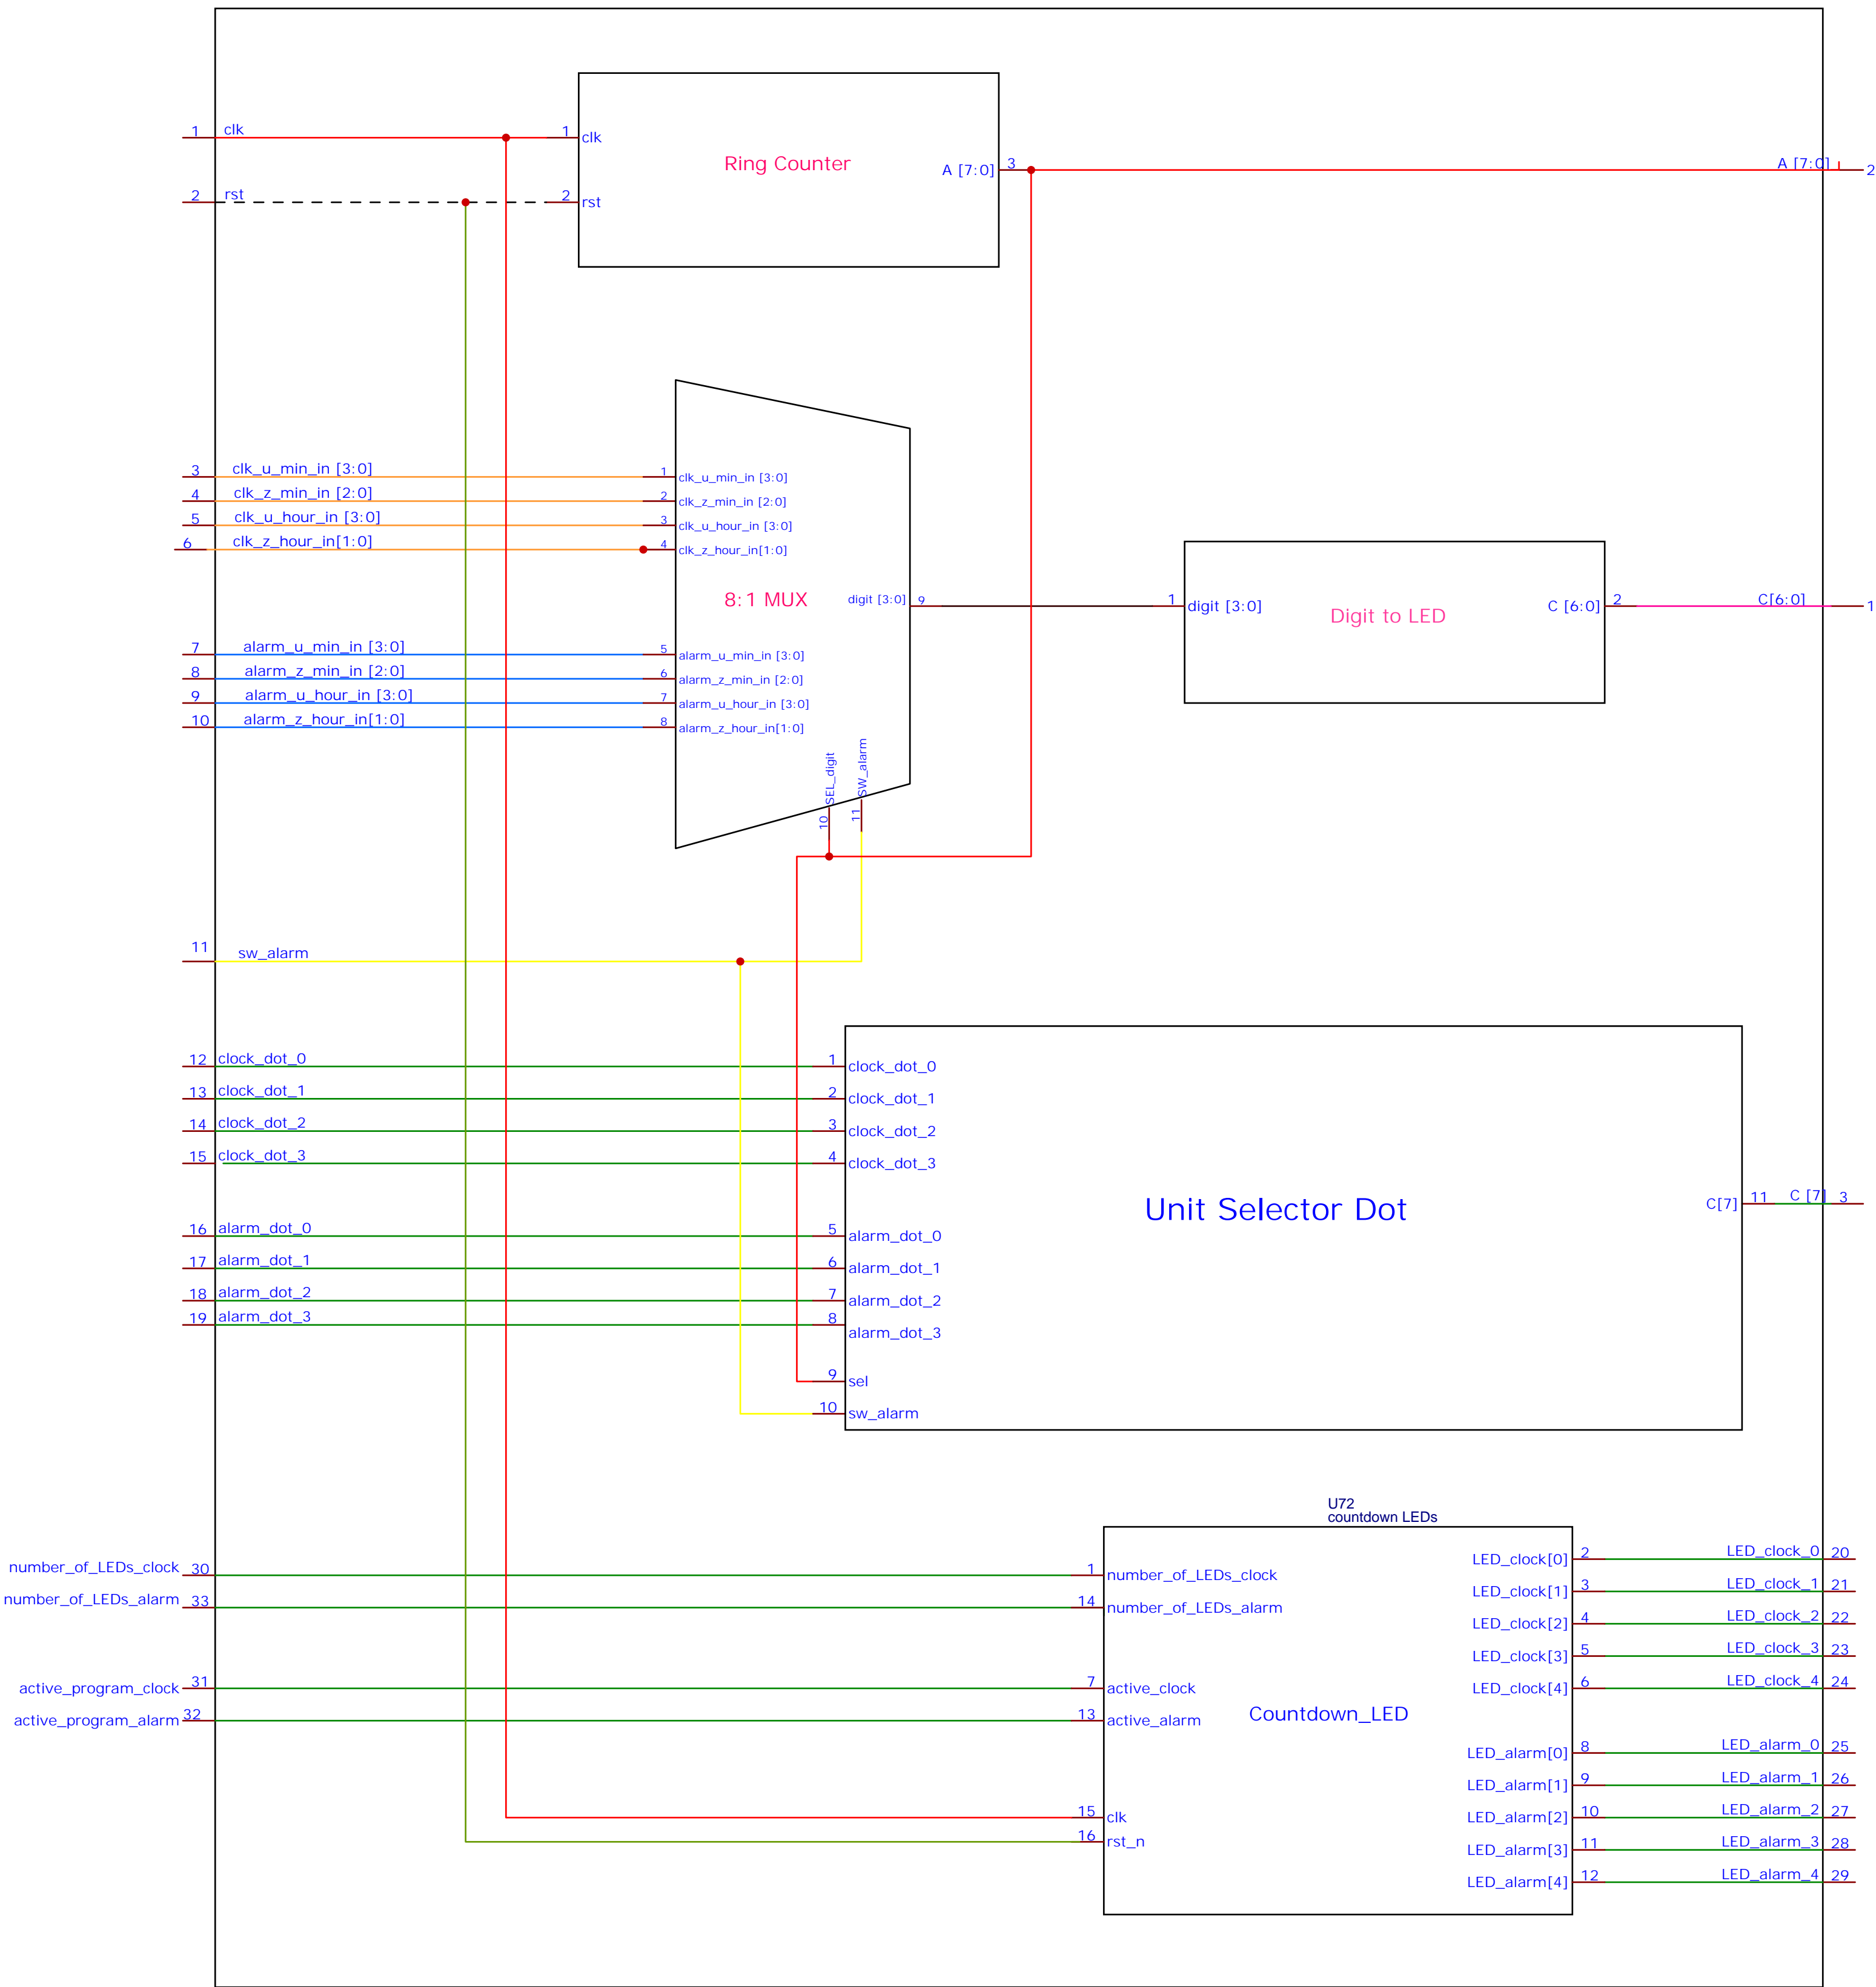 1 clk 1 clk
Ring Counter
A [7:0] 3 A [7:0] 2
2 rst 2 rst
3 clk_u_min_in [3:0] 1 clk_u_min_in [3:0]
4 clk_z_min_in [2:0] 2 clk_z_min_in [2:0]
5 clk_u_hour_in [3:0] 3 clk_u_hour_in [3:0]
6 clk_z_hour_in[1:0] 4 clk_z_hour_in[1:0]
8:1 MUX
digit [3:0] 9
1 digit [3:0]
Digit to LED
C [6:0] 2 C[6:0] 1
7 alarm_u_min_in [3:0] 5 alarm_u_min_in [3:0]
8 alarm_z_min_in [2:0] 6 alarm_z_min_in [2:0]
9 alarm_u_hour_in [3:0] 7 alarm_u_hour_in [3:0]
10 alarm_z_hour_in[1:0] 8 alarm_z_hour_in[1:0]
10 SEL_digit
11 SW_alarm
11 sw_alarm
12 clock_dot_0 1 clock_dot_0
13 clock_dot_1 2 clock_dot_1
14 clock_dot_2 3 clock_dot_2
15 clock_dot_3 4 clock_dot_3
Unit Selector Dot
C[7] 11 C [7] 3
16 alarm_dot_0 5 alarm_dot_0
17 alarm_dot_1 6 alarm_dot_1
18 alarm_dot_2 7 alarm_dot_2
19 alarm_dot_3 8 alarm_dot_3
9 sel
10 sw_alarm
U72
countdown LEDs
number_of_LEDs_clock 30 1 number_of_LEDs_clock
number_of_LEDs_alarm 33 14 number_of_LEDs_alarm
active_program_clock 31 7 active_clock
active_program_alarm 32 13 active_alarm
Countdown_LED
15 clk
16 rst_n
LED_clock[0] 2 LED_clock_0 20
LED_clock[1] 3 LED_clock_1 21
LED_clock[2] 4 LED_clock_2 22
LED_clock[3] 5 LED_clock_3 23
LED_clock[4] 6 LED_clock_4 24
LED_alarm[0] 8 LED_alarm_0 25
LED_alarm[1] 9 LED_alarm_1 26
LED_alarm[2] 10 LED_alarm_2 27
LED_alarm[3] 11 LED_alarm_3 28
LED_alarm[4] 12 LED_alarm_4 29